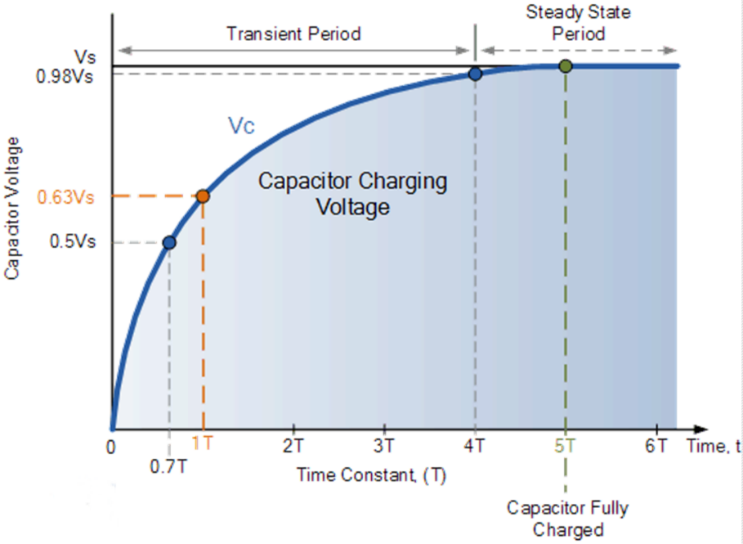 Transient Period
Steady State
Period
Vs
0.98Vs
Vc
Capacitor Charging
Voltage
0.63Vs
0.5Vs
Capacitor Voltage
0
0.7T
1T
2T
3T
4T
5T
6T
Time, t
Time Constant, (T)
Capacitor Fully
Charged